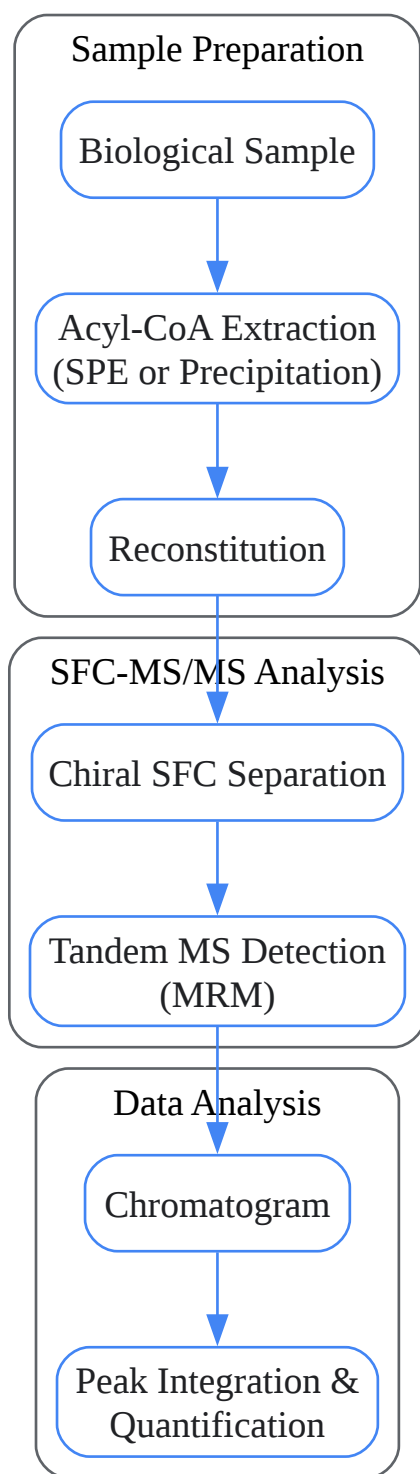 Sample Preparation
Biological Sample
Acyl-CoA Extraction
(SPE or Precipitation)
Reconstitution
SFC-MS/MS Analysis
Chiral SFC Separation
Tandem MS Detection
(MRM)
Data Analysis
Chromatogram
Peak Integration &
Quantification